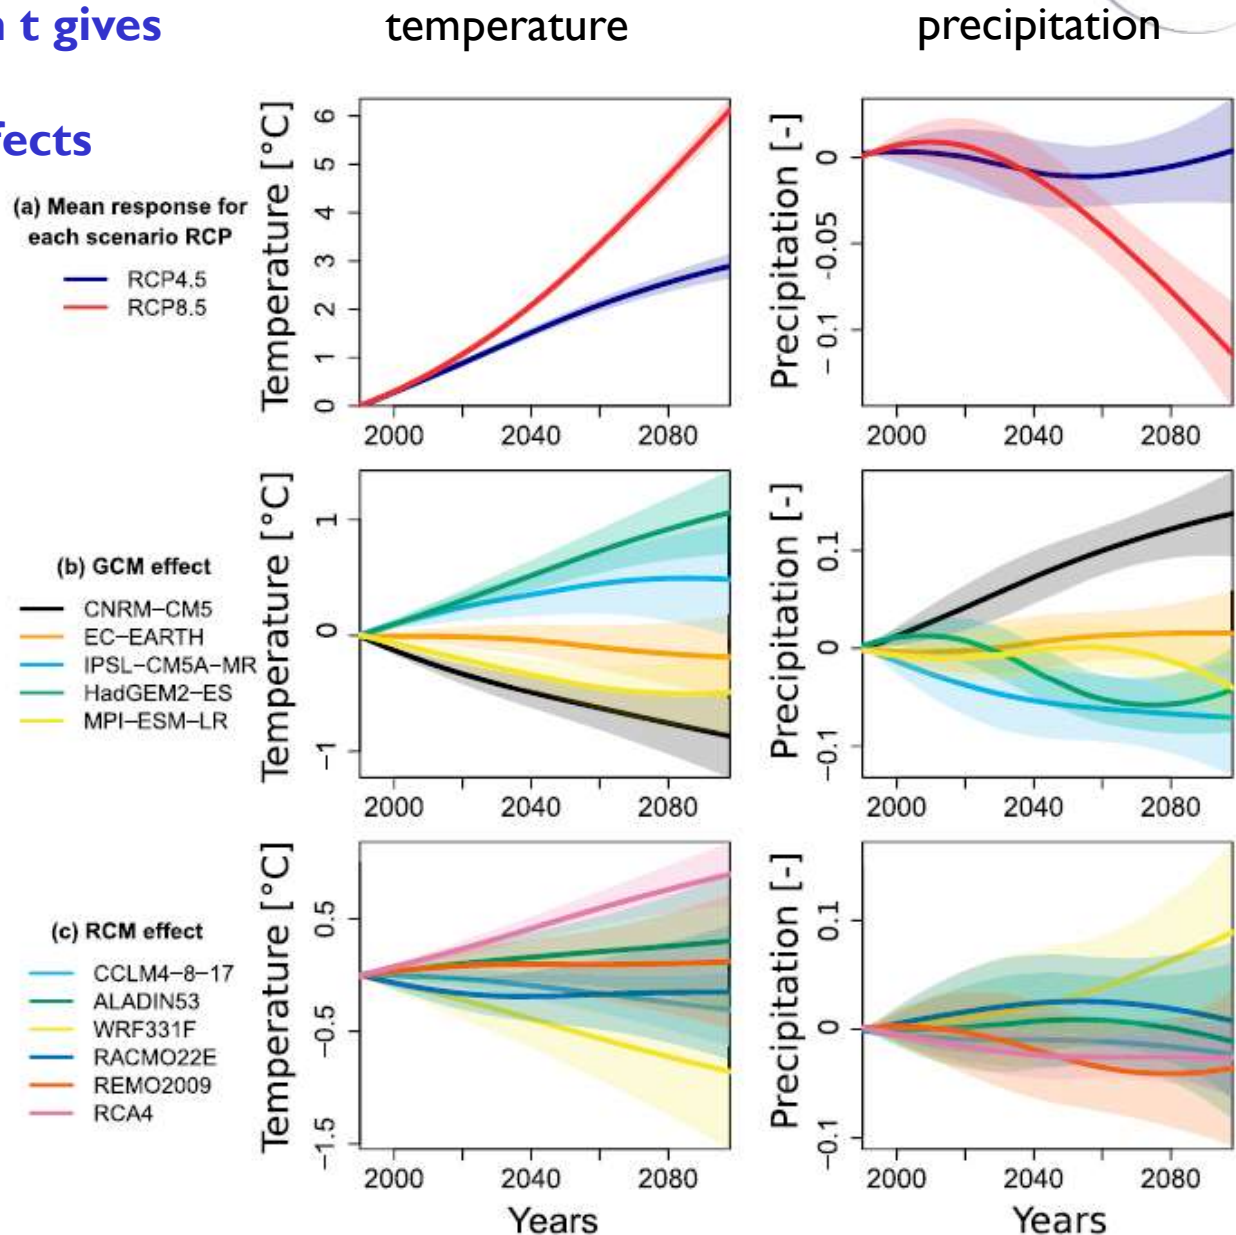 n t gives
temperature
precipitation
fects
(a) Mean response for
each scenario RCP
RCP4.5
RCP8.5
Temperature [°C]
0
1
2
3
4
5
6
2000
2040
2080
Precipitation [-]
0
-0.05
-0.1
2000
2040
2080
(b) GCM effect
CNRM-CM5
EC-EARTH
IPSL-CM5A-MR
HadGEM2-ES
MPI-ESM-LR
Temperature [°C]
1
0
-1
2000
2040
2080
Precipitation [-]
0.1
0
-0.1
2000
2040
2080
(c) RCM effect
CCLM4-8-17
ALADIN53
WRF331F
RACMO22E
REMO2009
RCA4
Temperature [°C]
0.5
-0.5
-1.5
2000
2040
2080
Years
Precipitation [-]
0.1
0
-0.1
2000
2040
2080
Years